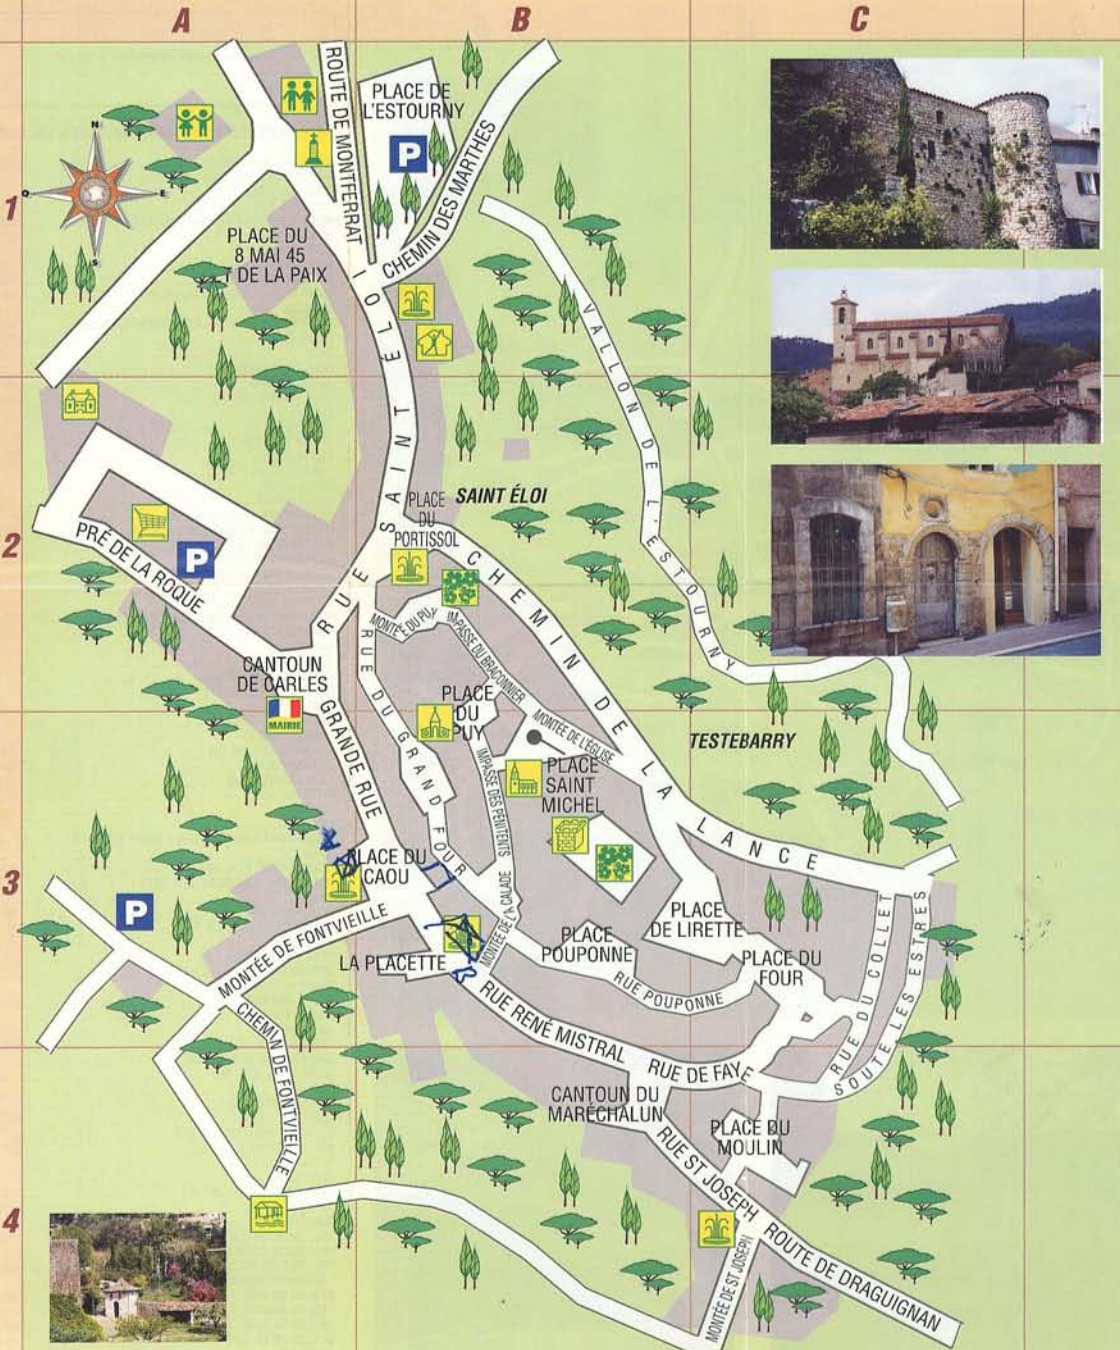 A
B
C
1
2
3
4
N
E
S
O
ROUTE DE MONTFERRAT
PLACE DE
L'ESTOURNY
P
CHEMIN DES MARTHES
PLACE DU
8 MAI 45
DE LA PAIX
VALLON DE L'ESTOURNY
RUE SAINT ÉLOI
PLACE
DU
PORTISSOL
SAINT ÉLOI
PRÉ DE LA ROQUE
P
CHEMIN DE LA LANCE
MONTÉE DU PUY
IMPASSE DU BRACONNIER
RUE DU GRAND FOUR
CANTOUN
DE CARLES
MAIRIE
GRANDE RUE
PLACE
DU
PUY
MONTÉE DE L'ÉGLISE
TESTEBARRY
PLACE
SAINT
MICHEL
IMPASSE DES PENITENTS
PLACE DU
CAOU
P
MONTÉE DE FONTVIEILLE
LA PLACETTE
MONTÉE DE LA CALADE
PLACE
POUPONNE
PLACE
DE LIRETTE
PLACE DU
FOUR
RUE POUPONNE
RUE DU COLLET
SOUTE LES ESTRES
CHEMIN DE FONTVIEILLE
RUE RENÉ MISTRAL
RUE DE FAYE
CANTOUN DU
MARÉCHALUN
PLACE DU
MOULIN
RUE ST JOSEPH
ROUTE DE DRAGUIGNAN
MONTÉE DE ST JOSEPH